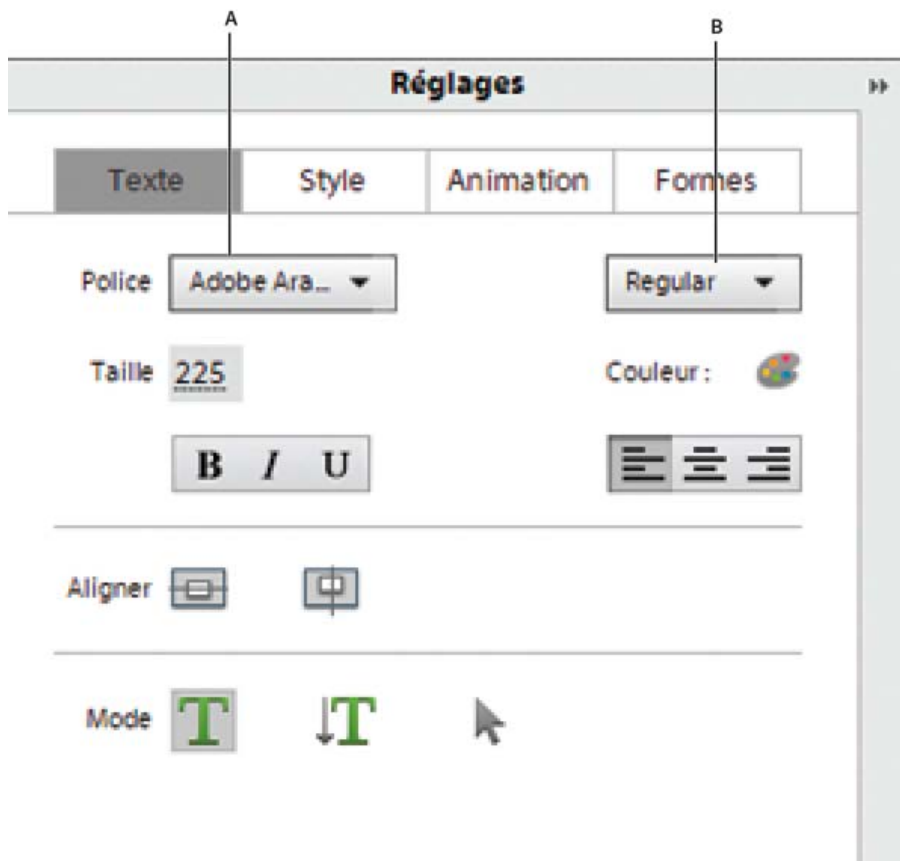 A B
Réglages
Texte Style Animation Formes
Police Adobe Ara... Regular
Taille 225 Couleur :
B I U
Aligner
Mode T T